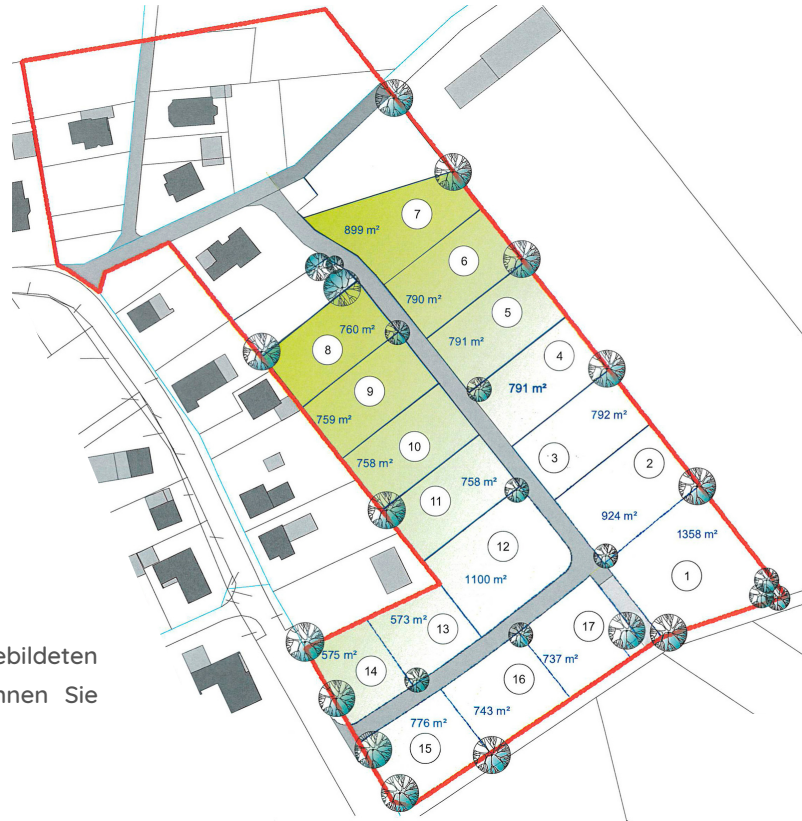 7
899 m²
6
790 m²
5
791 m²
4
791 m²
792 m²
3
2
924 m²
1358 m²
1
760 m²
8
9
759 m²
10
758 m²
11
758 m²
12
1100 m²
573 m²
13
575 m²
14
17
737 m²
16
743 m²
776 m²
15
ebildeten
nnen Sie